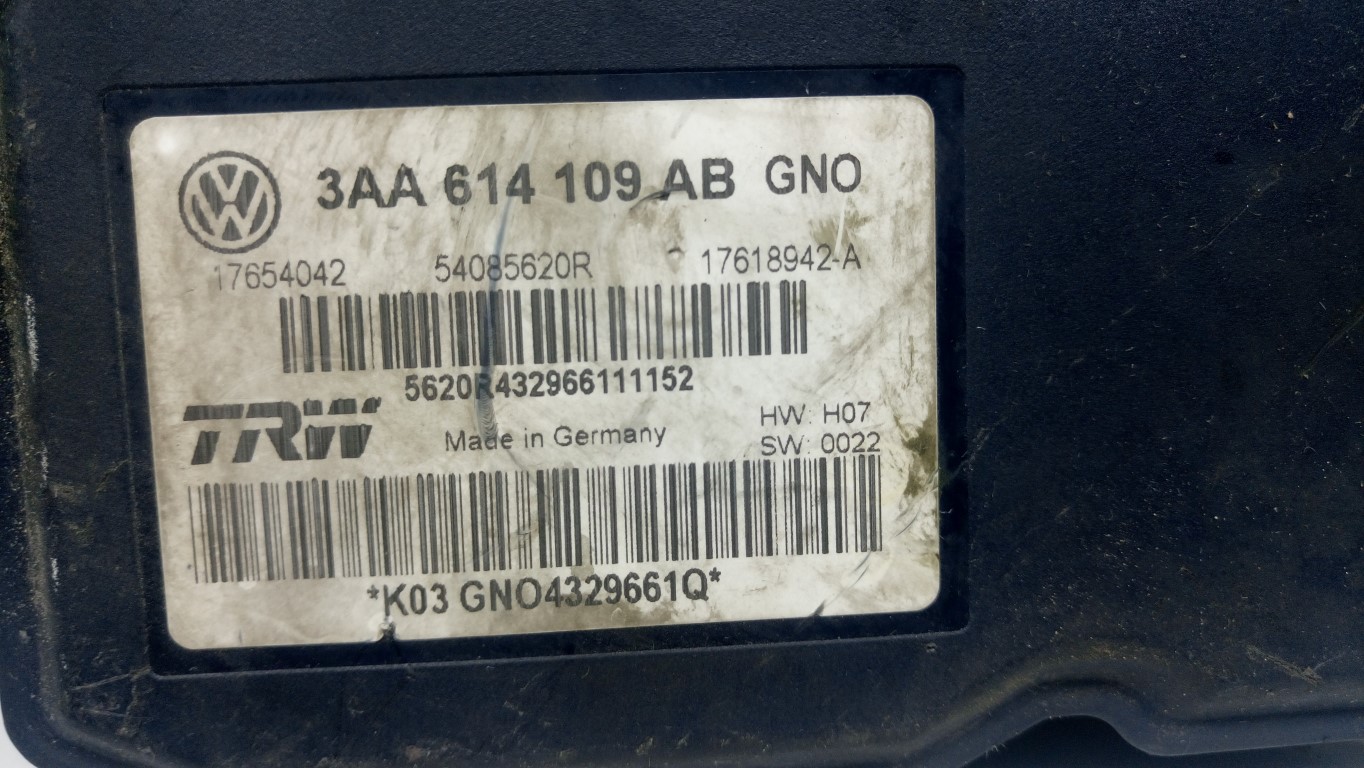 3AA 614 109 AB GNO
17654042 54085620R 17618942-A
5620R432966111152
TRW
Made in Germany
HW: H07
SW: 0022
*K03 GNO4329661Q*